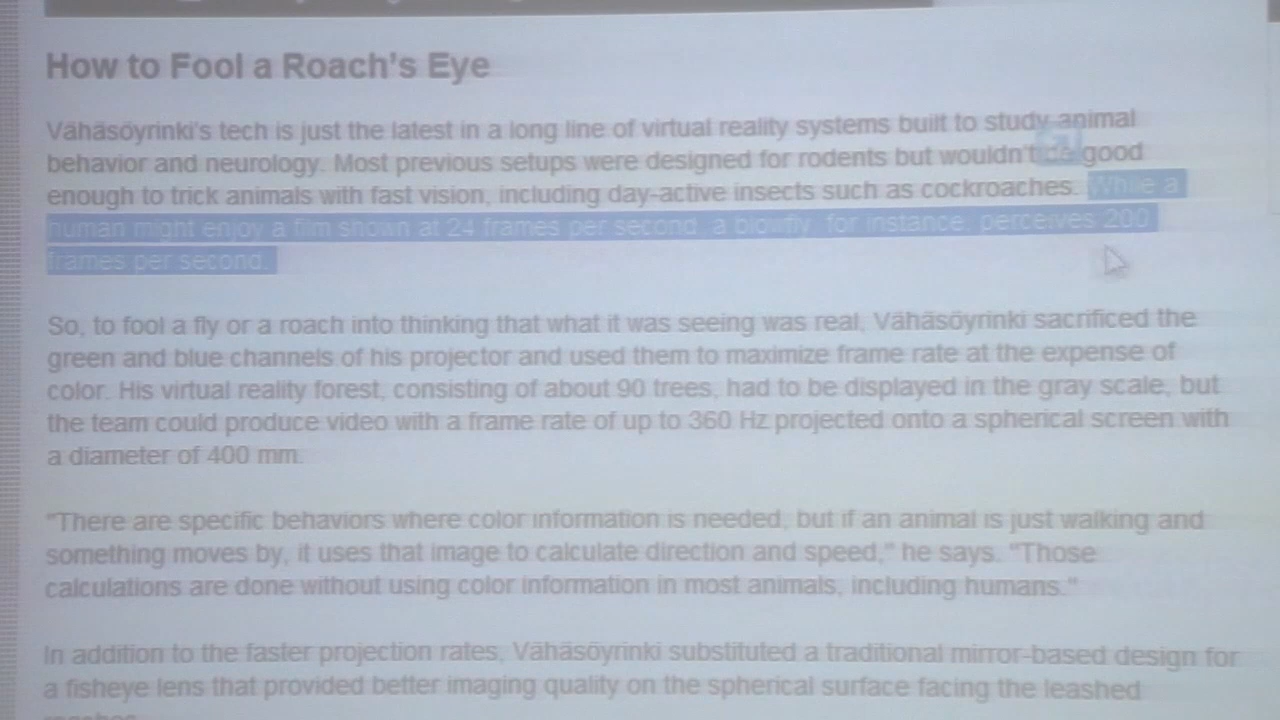 How to Fool a Roach's Eye
Vähäsöyrinki's tech is just the latest in a long line of virtual reality systems built to study animal
behavior and neurology. Most previous setups were designed for rodents but wouldn't be good
enough to trick animals with fast vision, including day-active insects such as cockroaches. While a
human might enjoy a film shown at 24 frames per second, a blowfly, for instance, perceives 200
frames per second.
So, to fool a fly or a roach into thinking that what it was seeing was real, Vähäsöyrinki sacrificed the
green and blue channels of his projector and used them to maximize frame rate at the expense of
color. His virtual reality forest, consisting of about 90 trees, had to be displayed in the gray scale, but
the team could produce video with a frame rate of up to 360 Hz projected onto a spherical screen with
a diameter of 400 mm.
"There are specific behaviors where color information is needed, but if an animal is just walking and
something moves by, it uses that image to calculate direction and speed," he says. "Those
calculations are done without using color information in most animals, including humans."
In addition to the faster projection rates, Vähäsöyrinki substituted a traditional mirror-based design for
a fisheye lens that provided better imaging quality on the spherical surface facing the leashed